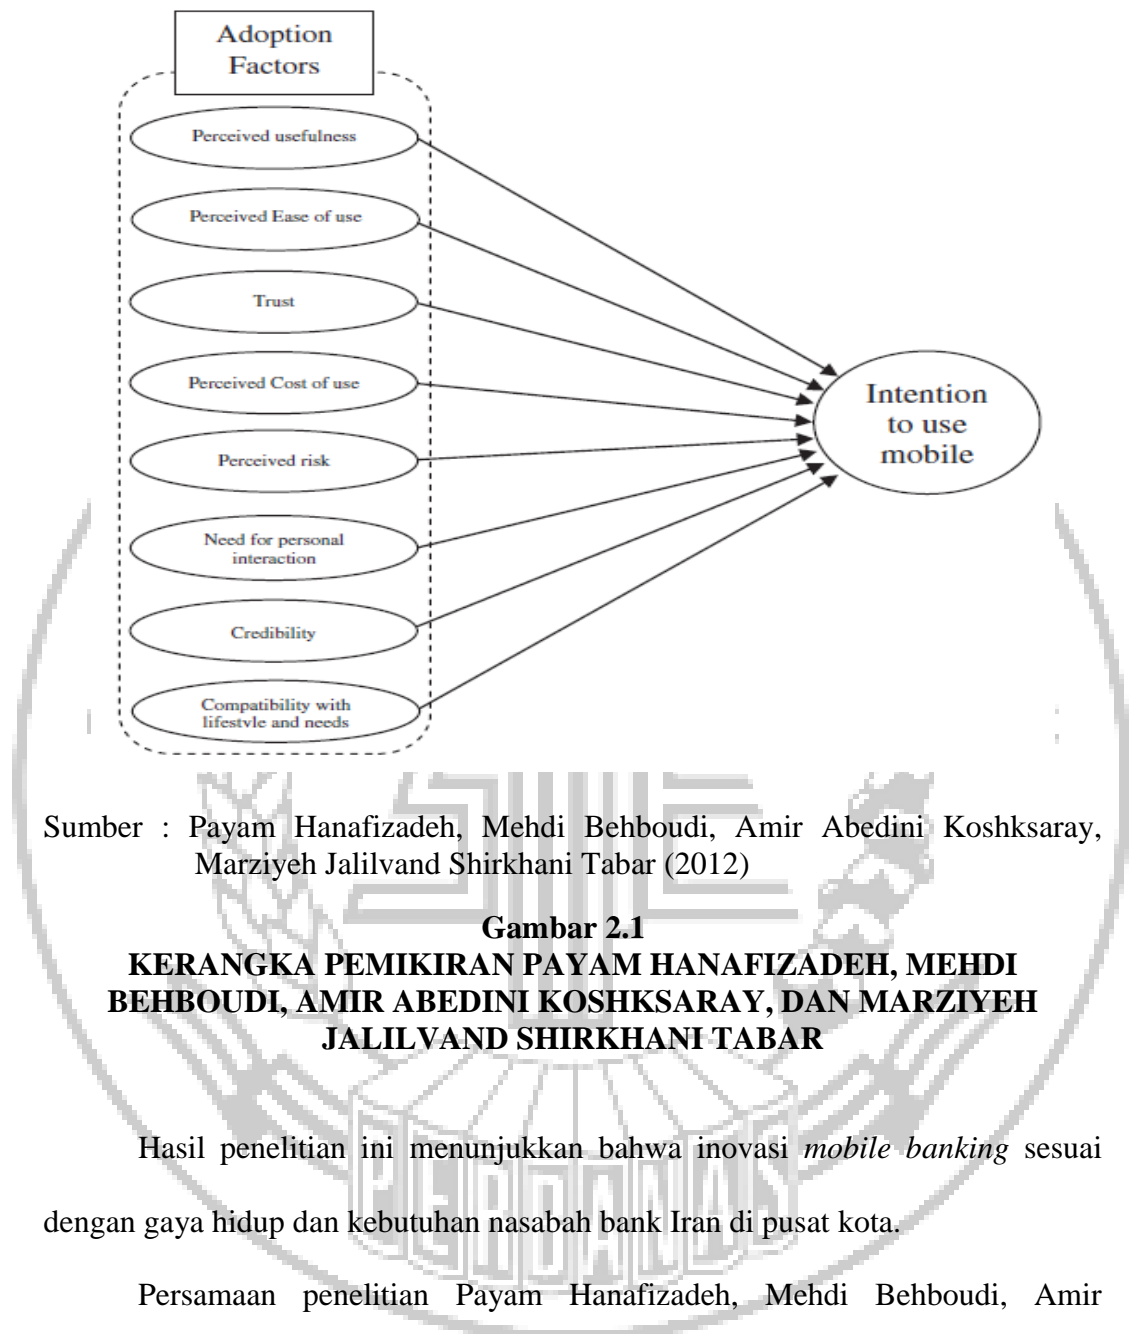 Adoption
Factors
Perceived usefulness
Perceived Ease of use
Trust
Perceived Cost of use
Perceived risk
Need for personal
interaction
Credibility
Compatibility with
lifestyle and needs
Intention
to use
mobile
Sumber : Payam Hanafizadeh, Mehdi Behboudi, Amir Abedini Koshksaray,
Marziyeh Jalilvand Shirkhani Tabar (2012)
Gambar 2.1
KERANGKA PEMIKIRAN PAYAM HANAFIZADEH, MEHDI
BEHBOUDI, AMIR ABEDINI KOSHKSARAY, DAN MARZIYEH
JALILVAND SHIRKHANI TABAR
Hasil penelitian ini menunjukkan bahwa inovasi mobile banking sesuai
dengan gaya hidup dan kebutuhan nasabah bank Iran di pusat kota.
PERBANAS
Persamaan penelitian Payam Hanafizadeh, Mehdi Behboudi, Amir